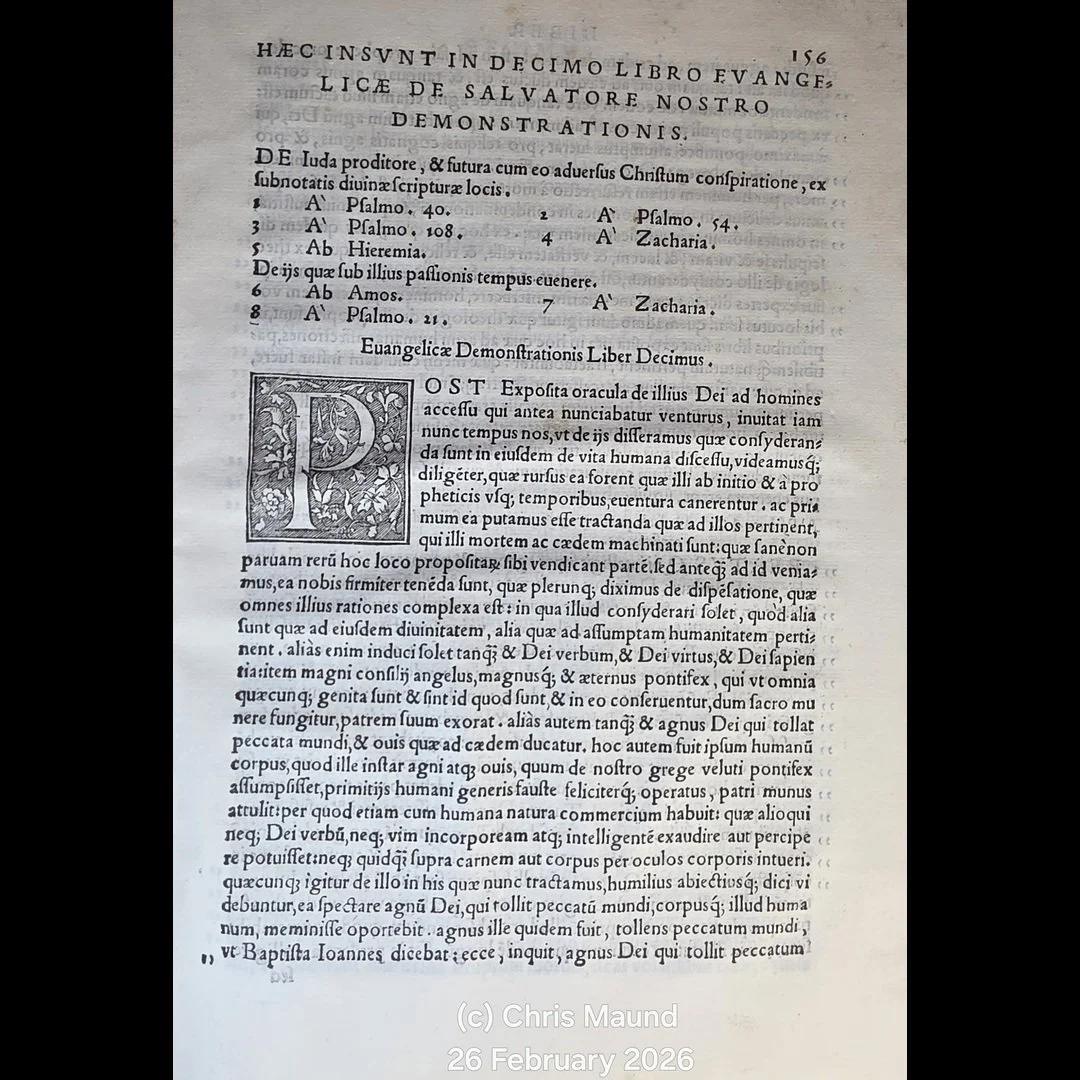 156
HÆC INSVNT IN DECIMO LIBRO EVANGE⸗
LICÆ DE SALVATORE NOSTRO
DEMONSTRATIONIS.
DE Iuda proditore, & futura cum eo aduerſus Chriſtum conſpiratione, ex
ſubnotatis diuinæ ſcripturæ locis.
1 A` Pſalmo. 40. 2 A` Pſalmo. 54.
3 A` Pſalmo. 108. 4 A` Zacharia.
5 Ab Hieremia.
De ijs quæ ſub illius paſſionis tempus euenere.
6 Ab Amos. 7 A` Zacharia.
8 A` Pſalmo. 21.
Euangelicæ Demonſtrationis Liber Decimus.
POST Expoſita oracula de illius Dei ad homines
acceſſu qui antea nunciabatur venturus, inuitat iam
nunc tempus nos, vt de ijs diſſeramus quæ conſyderan⸗
da ſunt in eiuſdem de vita humana diſceſſu, videamusq́;
diligẽter, quæ rurſus ea forent quæ illi ab initio & à pro
pheticis vſq; temporibus, euentura canerentur. ac pri⸗
mum ea putamus eſſe tractanda quæ ad illos pertinent,
qui illi mortem ac cædem machinati ſunt: quæ ſanè non
paruam rerũ hoc loco propoſitaꝝ ſibi vendicant partẽ. ſed anteq̃ꝫ ad id venia⸗
mus, ea nobis firmiter tenẽda ſunt, quæ plerunq; diximus de diſpẽſatione, quæ
omnes illius rationes complexa eſt: in qua illud conſyderari ſolet, quòd alia
ſunt quæ ad eiuſdem diuinitatem, alia quæ ad aſſumptam humanitatem perti⸗
nent. aliàs enim induci ſolet tanq̃ꝫ & Dei verbum, & Dei virtus, & Dei ſapien
tia: item magni conſilij angelus, magnusq́; & æternus pontifex, qui vt omnia
quæcunq; genita ſunt & ſint id quod ſunt, & in eo conſeruentur, dum ſacro mu
nere fungitur, patrem ſuum exorat. aliàs autem tanq̃ꝫ & agnus Dei qui tollat
peccata mundi, & ouis quæ ad cædem ducatur. hoc autem fuit ipſum humanũ
corpus, quod ille inſtar agni atqꝫ ouis, quum de noſtro grege veluti pontifex
aſſumpſiſſet, primitijs humani generis fauſte feliciterq́; operatus, patri munus
attulit: per quod etiam cum humana natura commercium habuit: quæ alioqui
neq; Dei verbũ, neq; vim incorpoream atq; intelligentẽ exaudire aut percipe
re potuiſſet: neq; quidq̃ꝫ ſupra carnem aut corpus per oculos corporis intueri.
quæcunqꝫ igitur de illo in his quæ nunc tractamus, humilius abiectiusq́; dici vi
debuntur, ea ſpectare agnũ Dei, qui tollit peccatũ mundi, corpusq́; illud huma
num, meminiſſe oportebit. agnus ille quidem fuit, tollens peccatum mundi,
„ vt Baptiſta Ioannes dicebat: ecce, inquit, agnus Dei qui tollit peccatum
(c) Chris Maund
26 February 2026